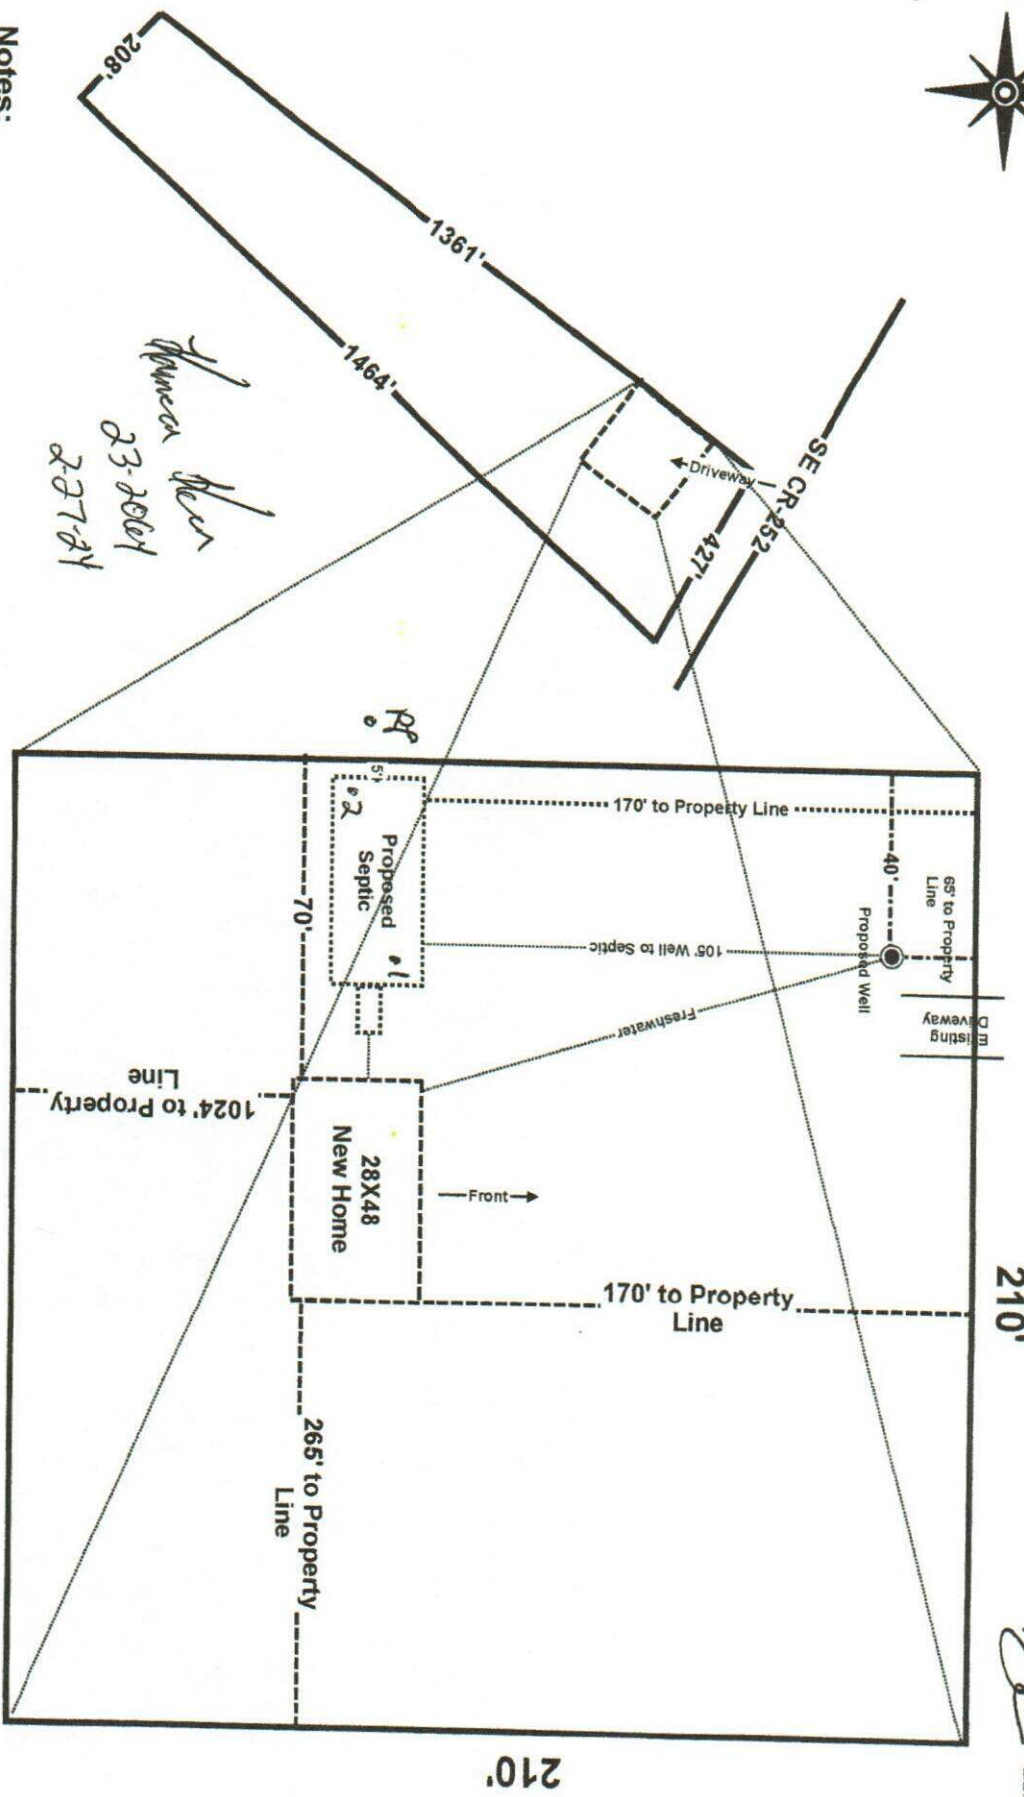 Notes:
208'
1361'
1464'
SE CR-252
Driveway
427'
23-2064
2-27-24
210'
210'
170' to Property Line
40'
65' to Property
Line
Proposed Well
Existing
Driveway
105' Well to Septic
Freshwater
5'
.2
Proposed
Septic
.1
70'
28X48
New Home
Front
1024' to Property
Line
170' to Property
Line
265' to Property
Line